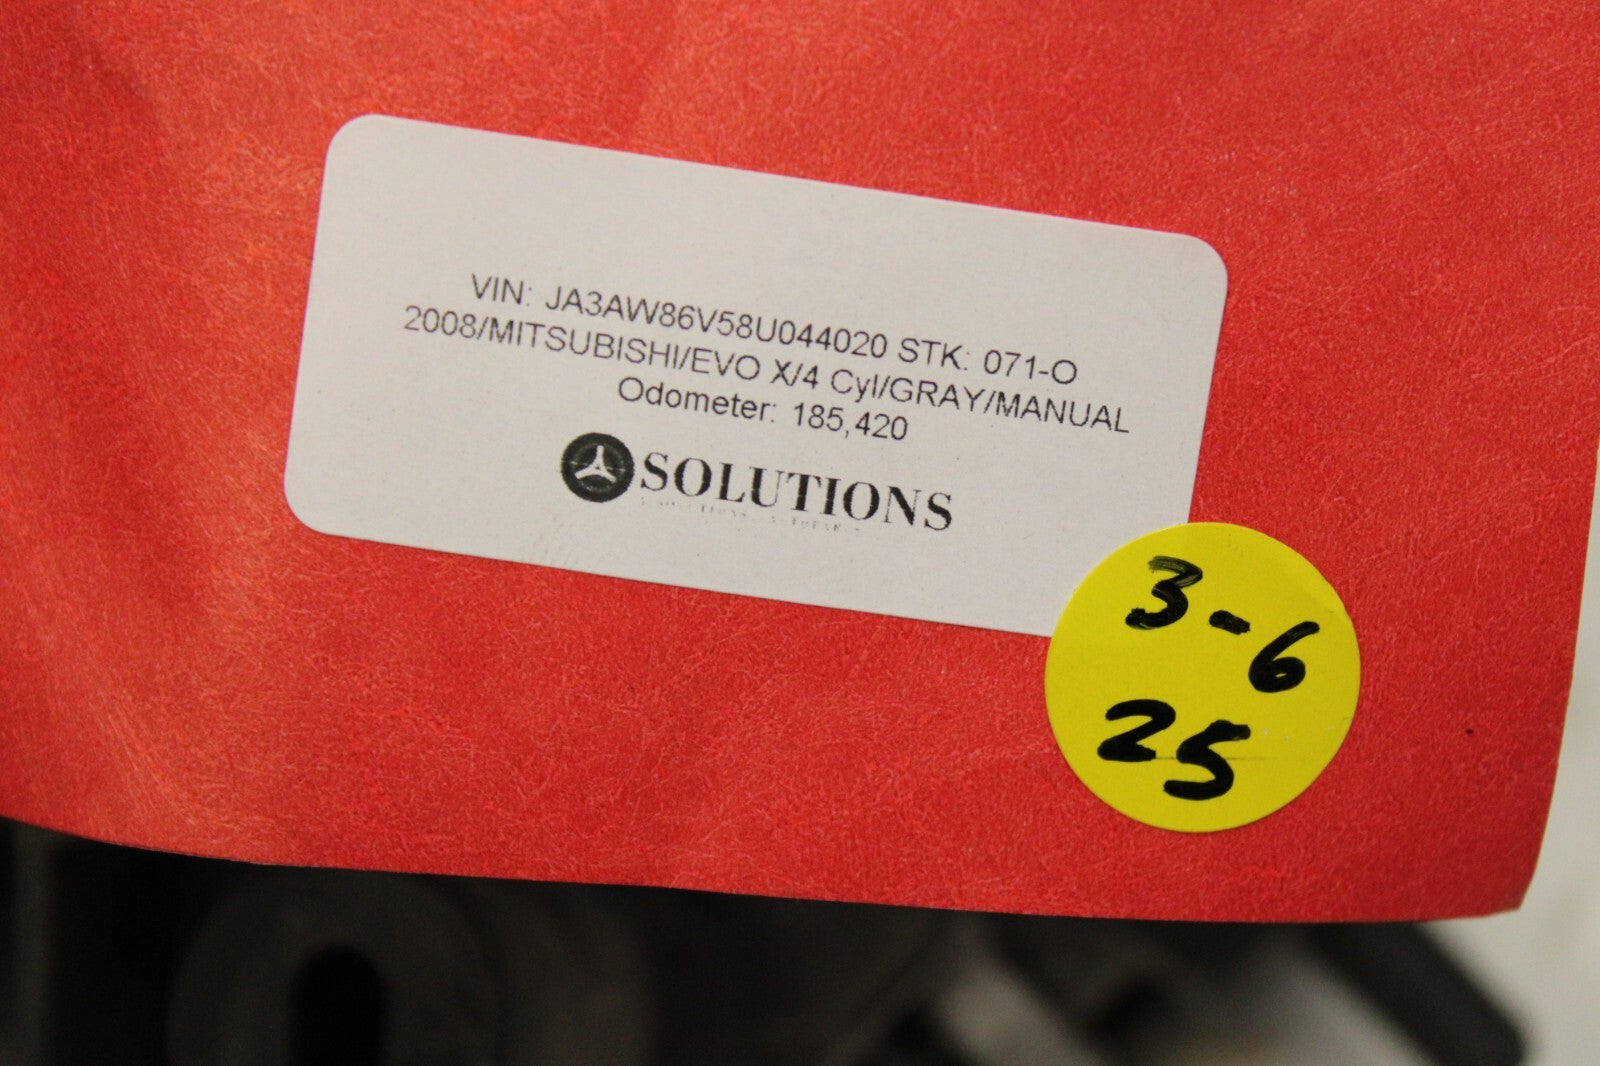 VIN: JA3AW86V58U044020 STK: 071-O
2008/MITSUBISHI/EVO X/4 Cyl/GRAY/MANUAL
Odometer: 185,420
SOLUTIONS
3-6
25